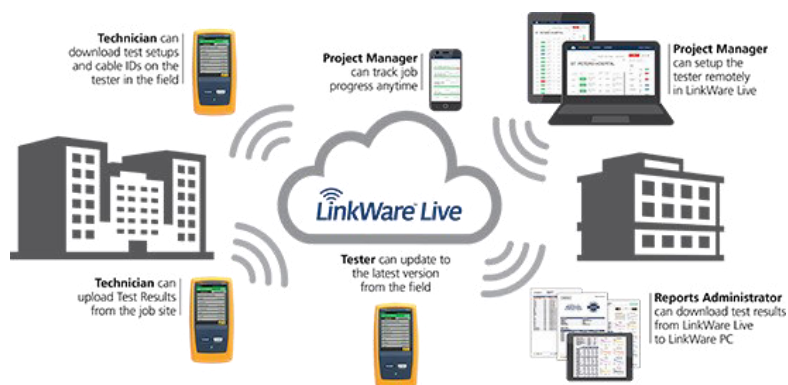 Technician can
download test setups
and cable IDs on the
tester in the field
Project Manager
can track job
progress anytime
Project Manager
can setup the
tester remotely
in LinkWare Live
LinkWare™ Live
Technician can
upload Test Results
from the job site
Tester can update to
the latest version
from the field
Reports Administrator
can download test results
from LinkWare Live
to LinkWare PC